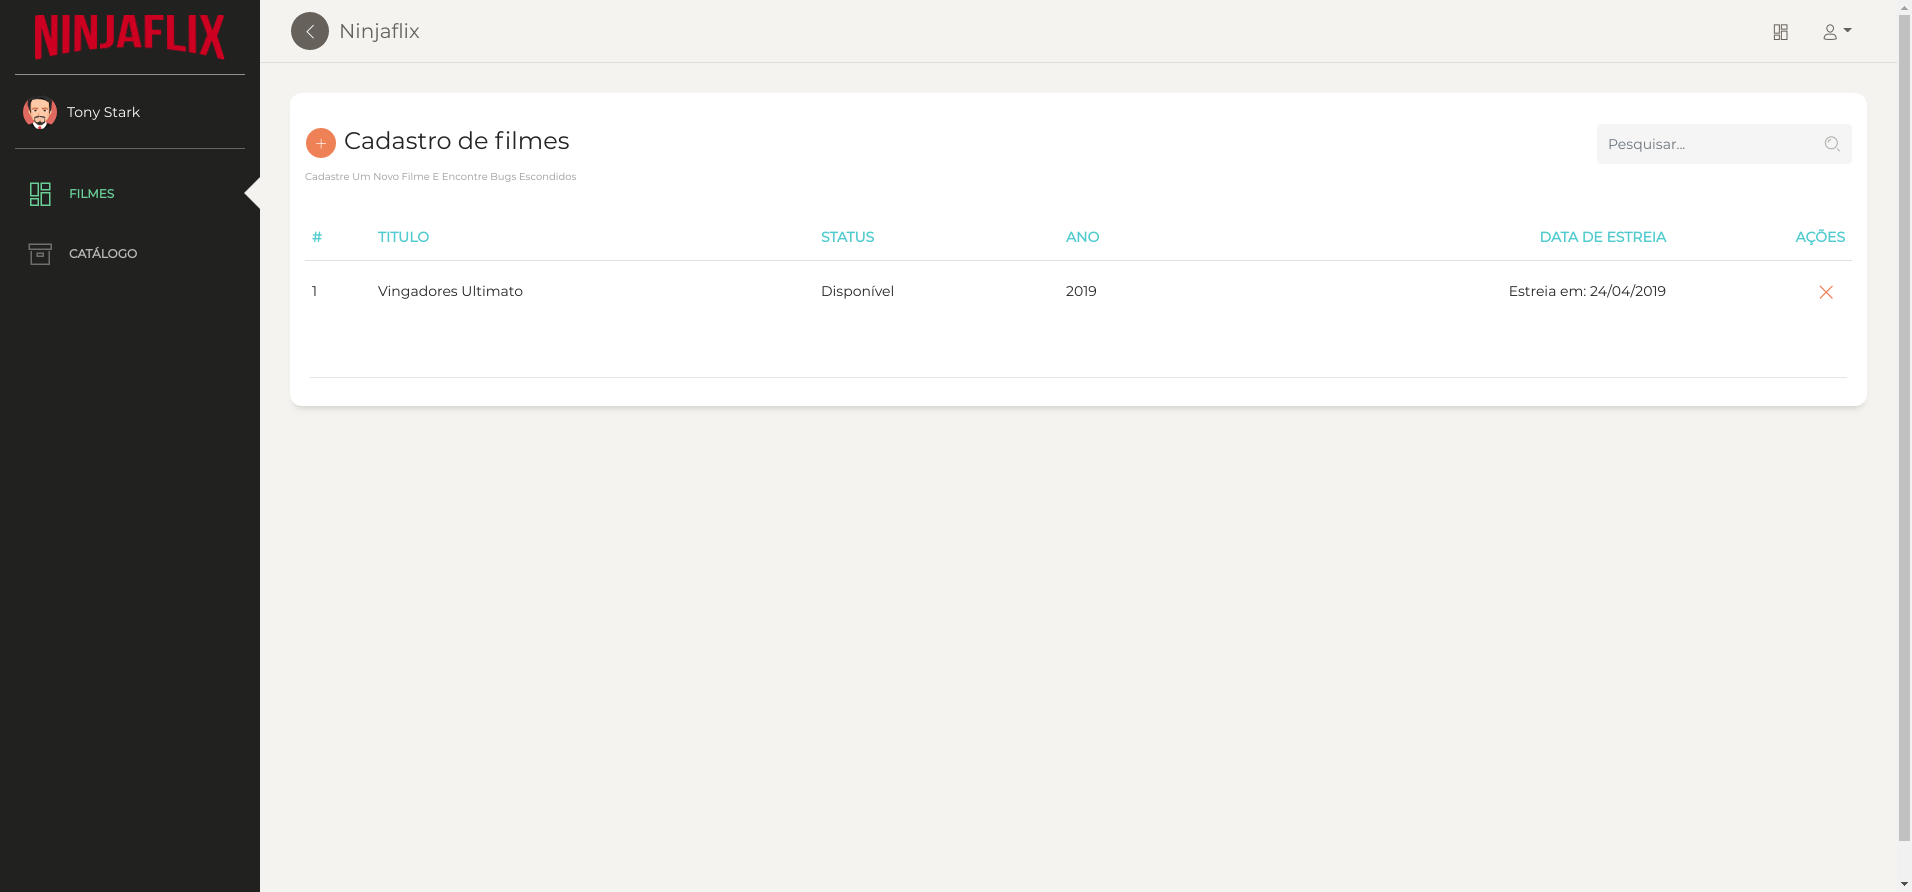 NINJAFLIX
Tony Stark
FILMES
CATÁLOGO
Ninjaflix
Cadastro de filmes
Cadastre Um Novo Filme E Encontre Bugs Escondidos
Pesquisar...
# TITULO STATUS ANO DATA DE ESTREIA AÇÕES
1 Vingadores Ultimato Disponível 2019 Estreia em: 24/04/2019